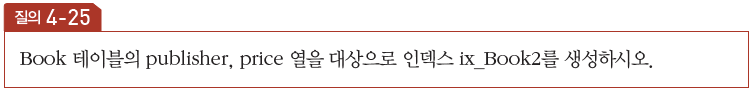 질의 4-25
Book 테이블의 publisher, price 열을 대상으로 인덱스 ix_Book2를 생성하시오.